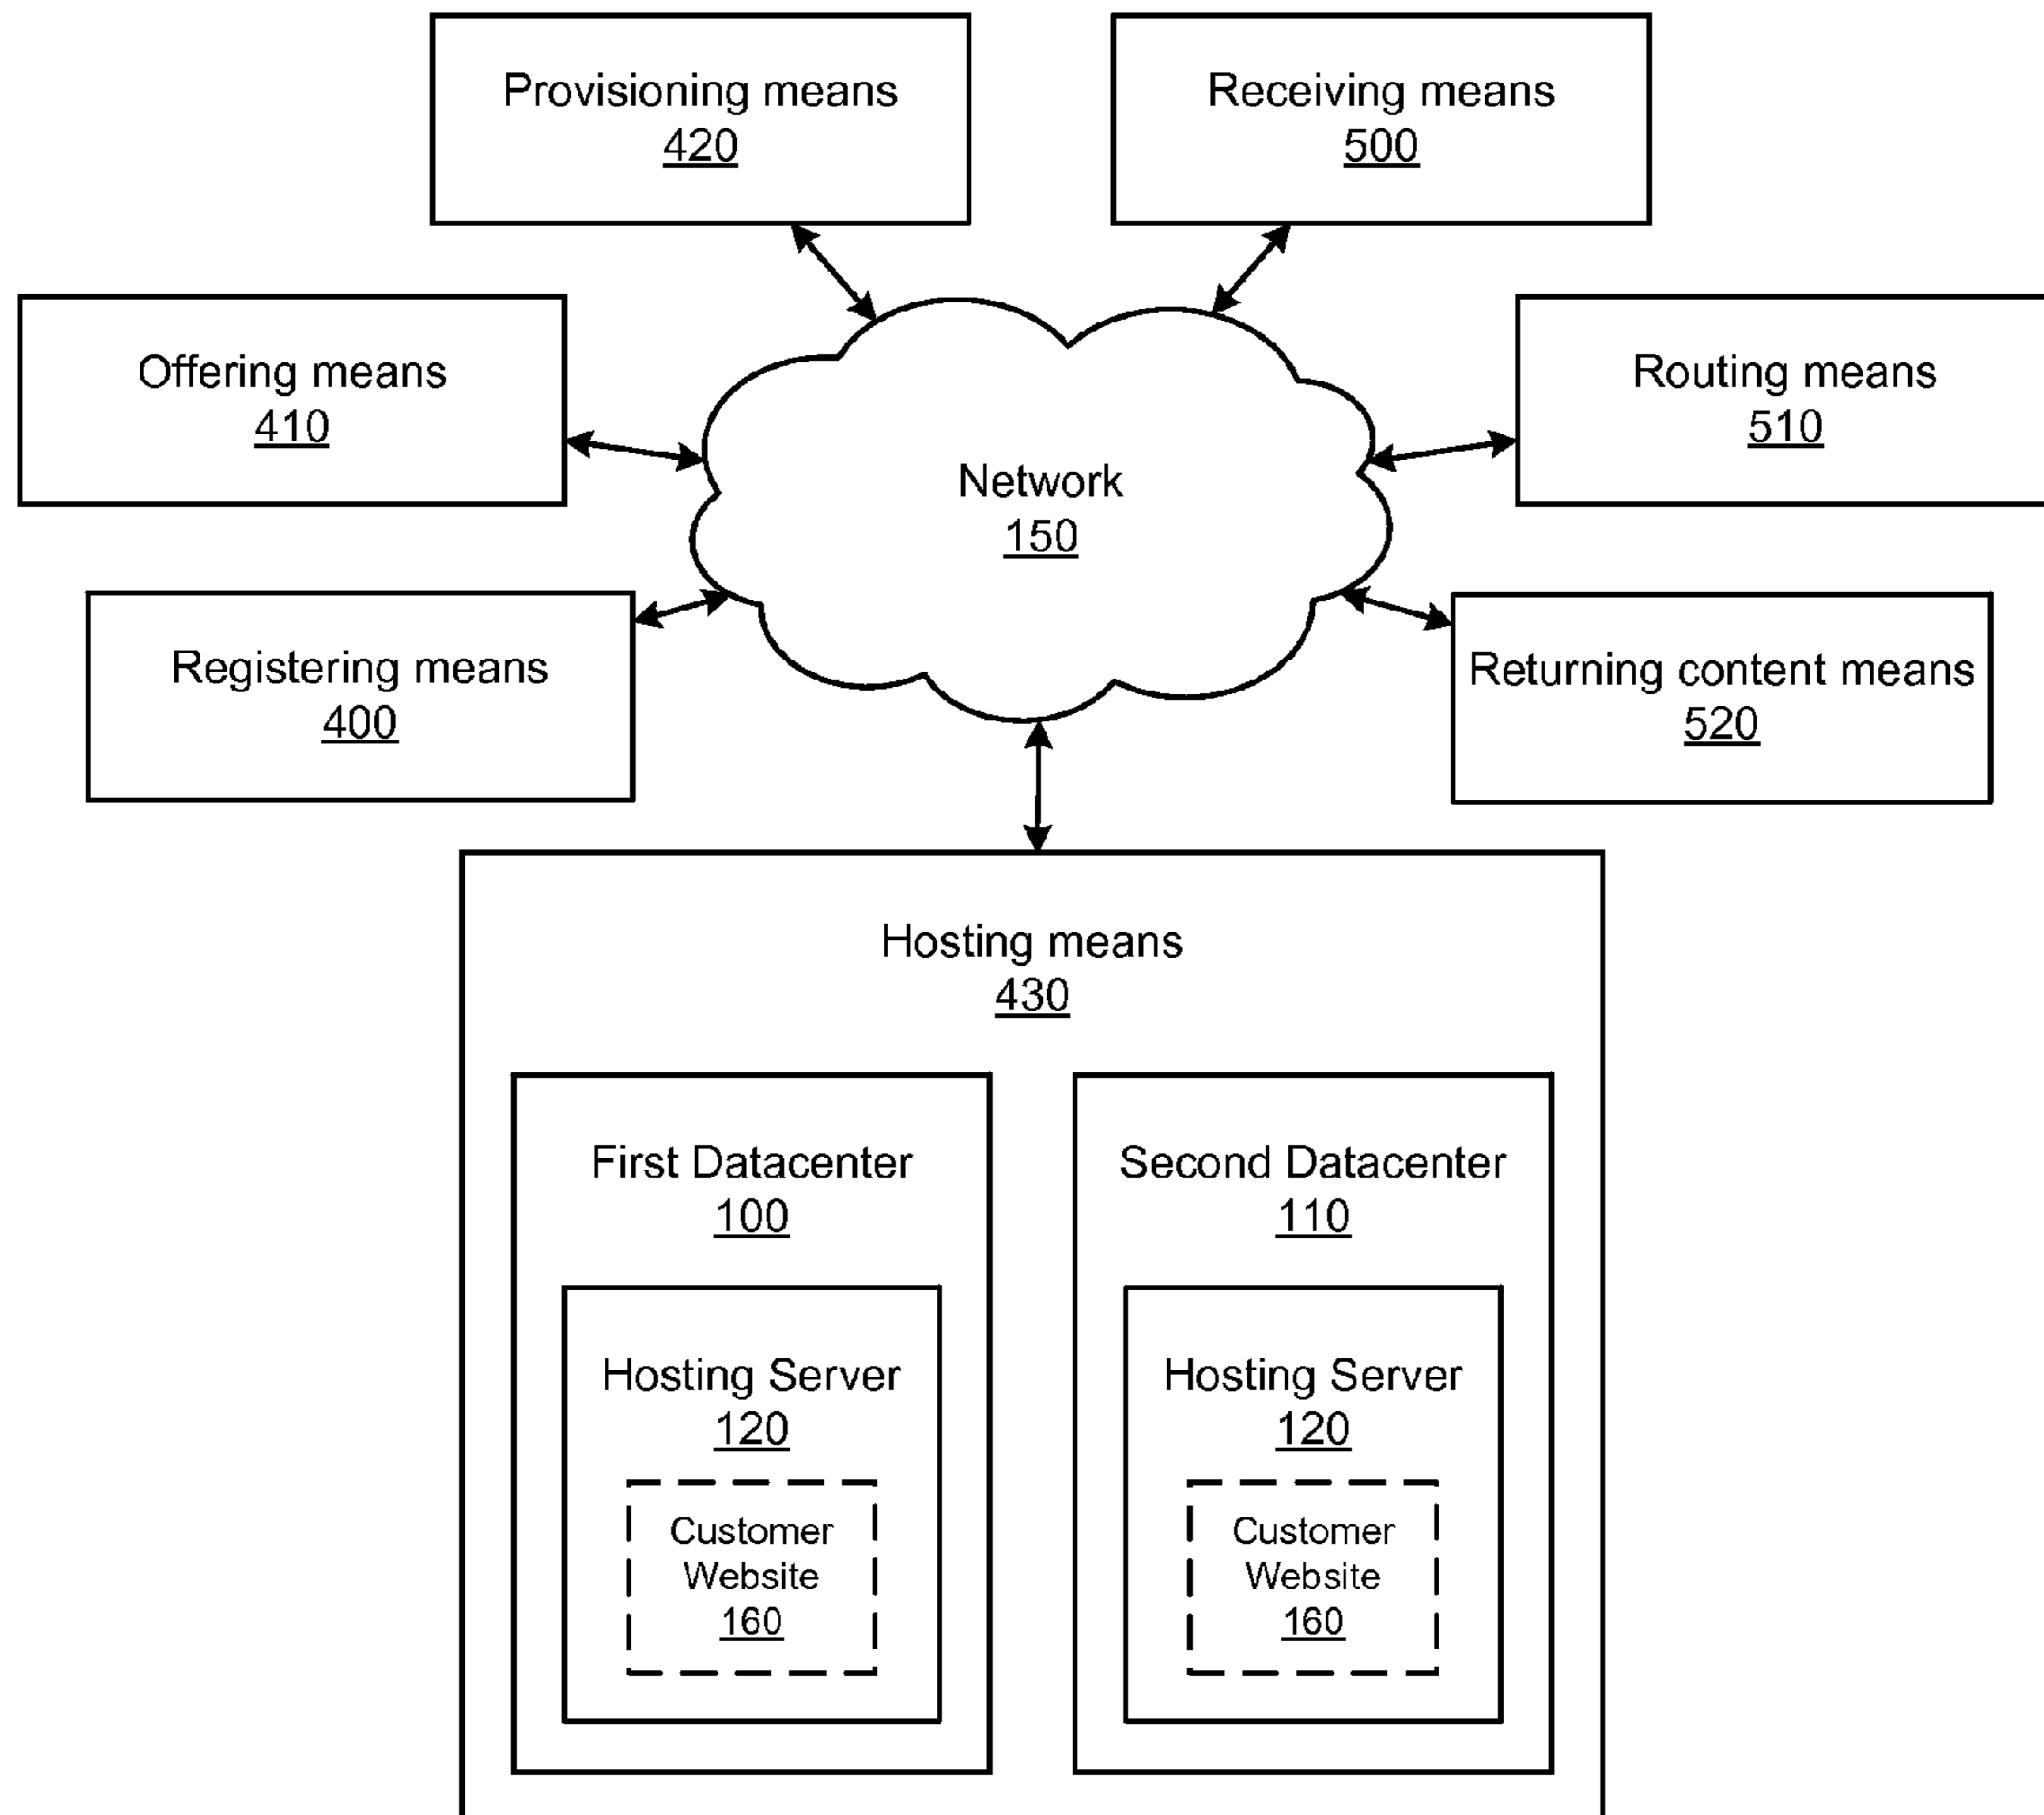 Provisioning means
420
Receiving means
500
Offering means
410
Routing means
510
Network
150
Registering means
400
Returning content means
520
Hosting means
430
First Datacenter
100
Second Datacenter
110
Hosting Server
120
Hosting Server
120
Customer
Website
160
Customer
Website
160